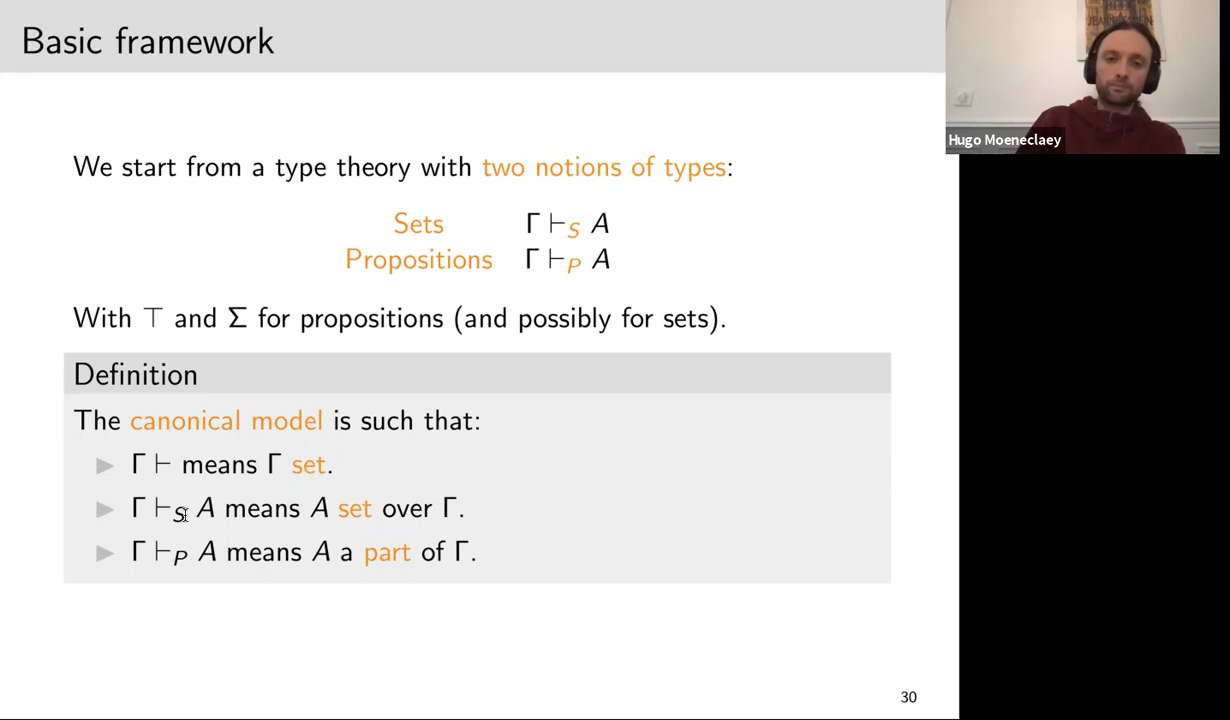 Basic framework
We start from a type theory with two notions of types:
Sets Γ ⊢S A
Propositions Γ ⊢P A
With ⊤ and Σ for propositions (and possibly for sets).
Definition
The canonical model is such that:
▶ Γ ⊢ means Γ set.
▶ Γ ⊢S A means A set over Γ.
▶ Γ ⊢P A means A a part of Γ.
30
Hugo Moeneclaey